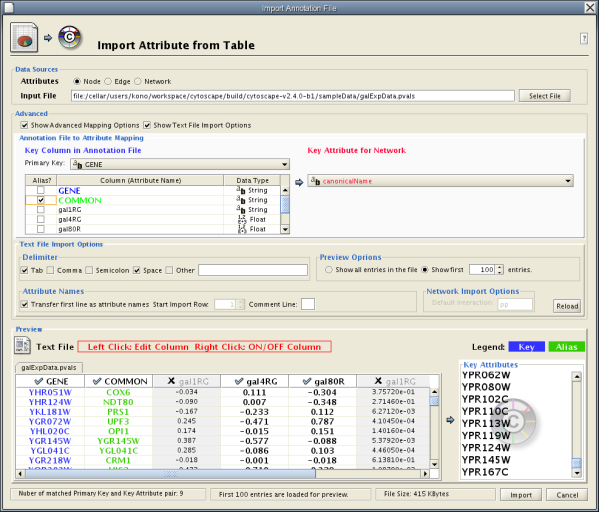 Import Annotation File
Import Attribute from Table
?
Data Sources
Attributes Node Edge Network
Input File file:/cellar/users/kono/workspace/cytoscape/build/cytoscape-v2.4.0-b1/sampleData/galExpData.pvals Select File
Advanced
Show Advanced Mapping Options Show Text File Import Options
Annotation File to Attribute Mapping
Key Column in Annotation File Key Attribute for Network
Primary Key: ab GENE
ab canonicalName
Alias? Column (Attribute Name) Data Type
GENE ab String
COMMON ab String
gal1RG ab String
gal4RG Float
gal80R Float
Text File Import Options
Delimiter
Tab Comma Semicolon Space Other
Preview Options
Show all entries in the file Show first 100 entries.
Attribute Names
Transfer first line as attribute names Start Import Row: 1 Comment Line:
Network Import Options
Default Interaction: pp
Reload
Preview
Text File Left Click: Edit Column Right Click: ON/OFF Column Legend: Key Alias
galExpData.pvals
GENE COMMON gal1RG gal4RG gal80R gal1RG
YHR051W COX6 -0.034 0.111 -0.304 3.75720e-01
YHR124W NDT80 -0.090 0.007 -0.348 2.71460e-01
YKL181W PRS1 -0.167 -0.233 0.112 6.27120e-03
YGR072W UPF3 0.245 -0.471 0.787 4.10450e-04
YHL020C OPI1 0.174 -0.015 0.151 1.40160e-04
YGR145W YGR145W 0.387 -0.577 -0.088 5.37920e-03
YGL041C YGL041C 0.285 -0.086 0.103 4.46050e-04
YGR218W CRM1 -0.018 -0.001 -0.018 6.13810e-01
Key Attributes
YPR062W
YPR080W
YPR102C
YPR110C
YPR113W
YPR119W
YPR124W
YPR145W
YPR167C
Nuber of matched Primary Key and Key Attribute pair: 9 First 100 entries are loaded for preview. File Size: 415 KBytes Import Cancel